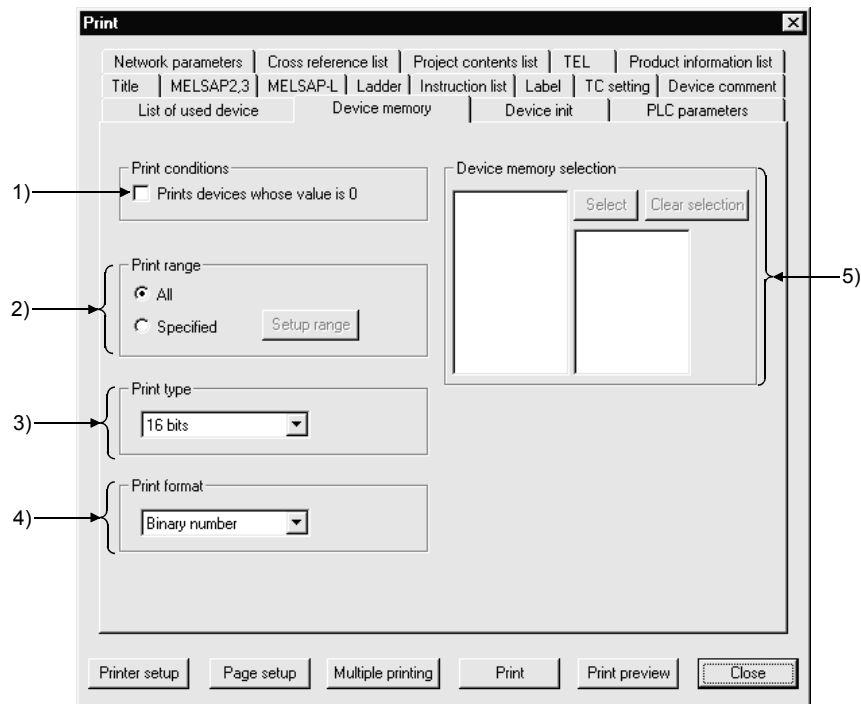 Print
Network parameters Cross reference list Project contents list TEL Product information list
Title MELSAP2,3 MELSAP-L Ladder Instruction list Label TC setting Device comment
List of used device Device memory Device init PLC parameters
Print conditions
1) Prints devices whose value is 0
Device memory selection
Select Clear selection
5)
Print range
2) All
Specified Setup range
Print type
3) 16 bits
Print format
4) Binary number
Printer setup Page setup Multiple printing Print Print preview Close